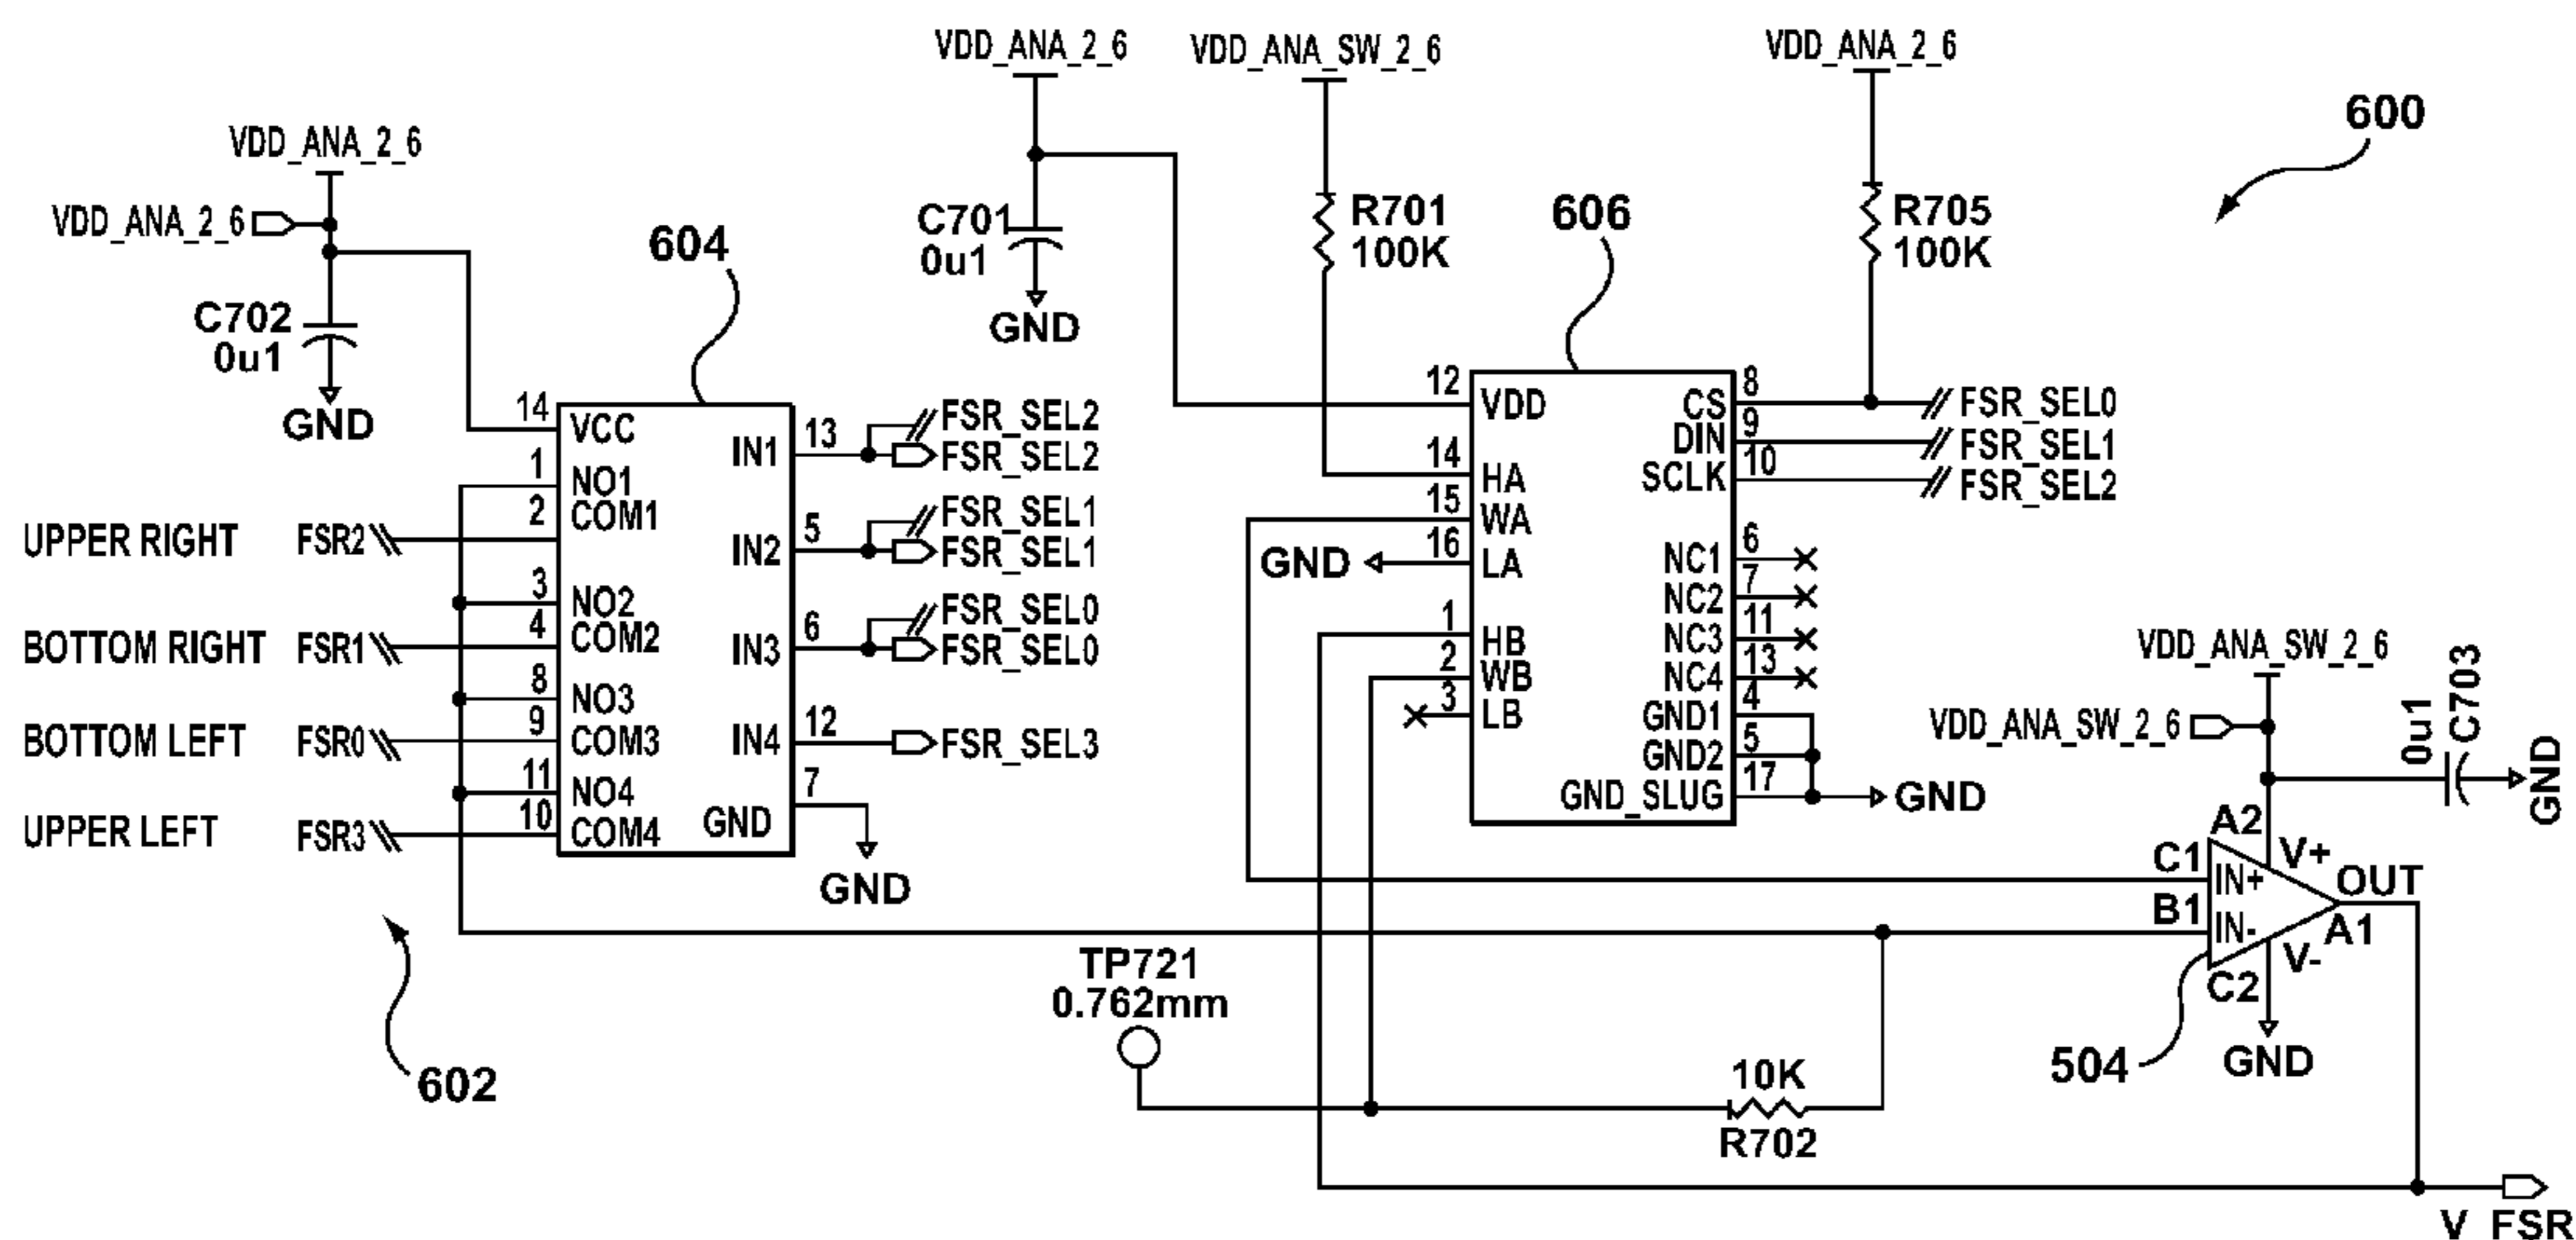 VDD_ANA_2_6
VDD_ANA_SW_2_6
VDD_ANA_2_6
600
VDD_ANA_2_6
VDD_ANA_2_6
C702
0u1
GND
604
C701
0u1
GND
R701
100K
606
R705
100K
14 VCC
1 NO1
2 COM1
UPPER RIGHT FSR2
3 NO2
4 COM2
BOTTOM RIGHT FSR1
8 NO3
9 COM3
BOTTOM LEFT FSR0
11 NO4
10 COM4
UPPER LEFT FSR3
IN1 13 FSR_SEL2
FSR_SEL2
IN2 5 FSR_SEL1
FSR_SEL1
IN3 6 FSR_SEL0
FSR_SEL0
IN4 12 FSR_SEL3
GND 7
GND
602
12 VDD
14 HA
15 WA
GND 16 LA
1 HB
2 WB
3 LB
CS 8 FSR_SEL0
DIN 9 FSR_SEL1
SCLK 10 FSR_SEL2
NC1 6
NC2 7
NC3 11
NC4 13
GND1 4
GND2 5
GND_SLUG 17 GND
VDD_ANA_SW_2_6
VDD_ANA_SW_2_6
0u1
C703
GND
A2
V+
C1 IN+
OUT
B1 IN-
A1
V-
C2
GND
504
TP721
0.762mm
10K
R702
V FSR